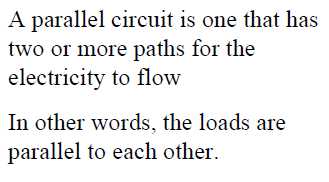 A parallel circuit is one that has
two or more paths for the
electricity to flow
In other words, the loads are
parallel to each other.